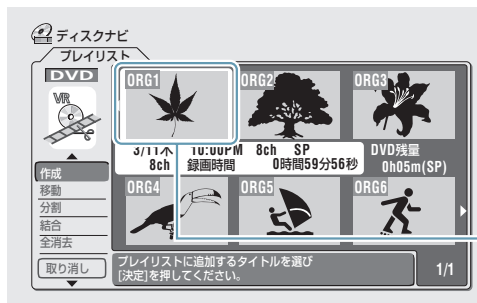 ディスクナビ
プレイリスト
DVD
VR
ORG1
ORG2
ORG3
3/11木 10:00PM 8ch SP
8ch 録画時間 0時間59分56秒
DVD残量
0h05m(SP)
作成
移動
分割
結合
全消去
取り消し
ORG4
ORG5
ORG6
プレイリストに追加するタイトルを選び
[決定]を押してください。
1/1